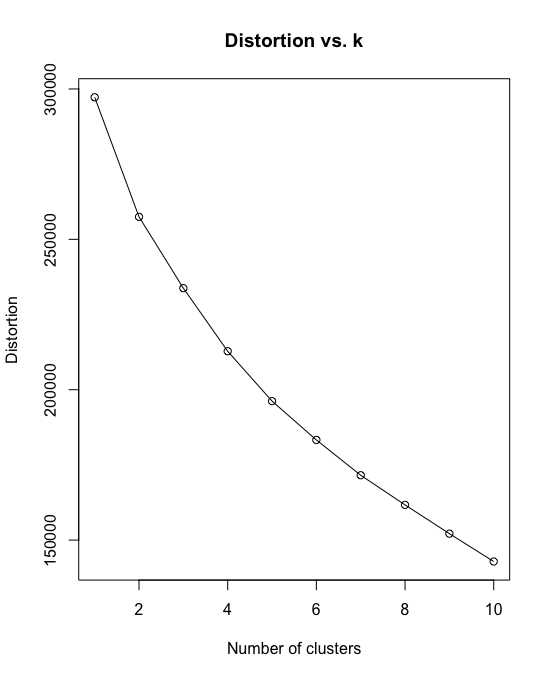 Distortion vs. k
300000
250000
200000
150000
Distortion
2 4 6 8 10
Number of clusters